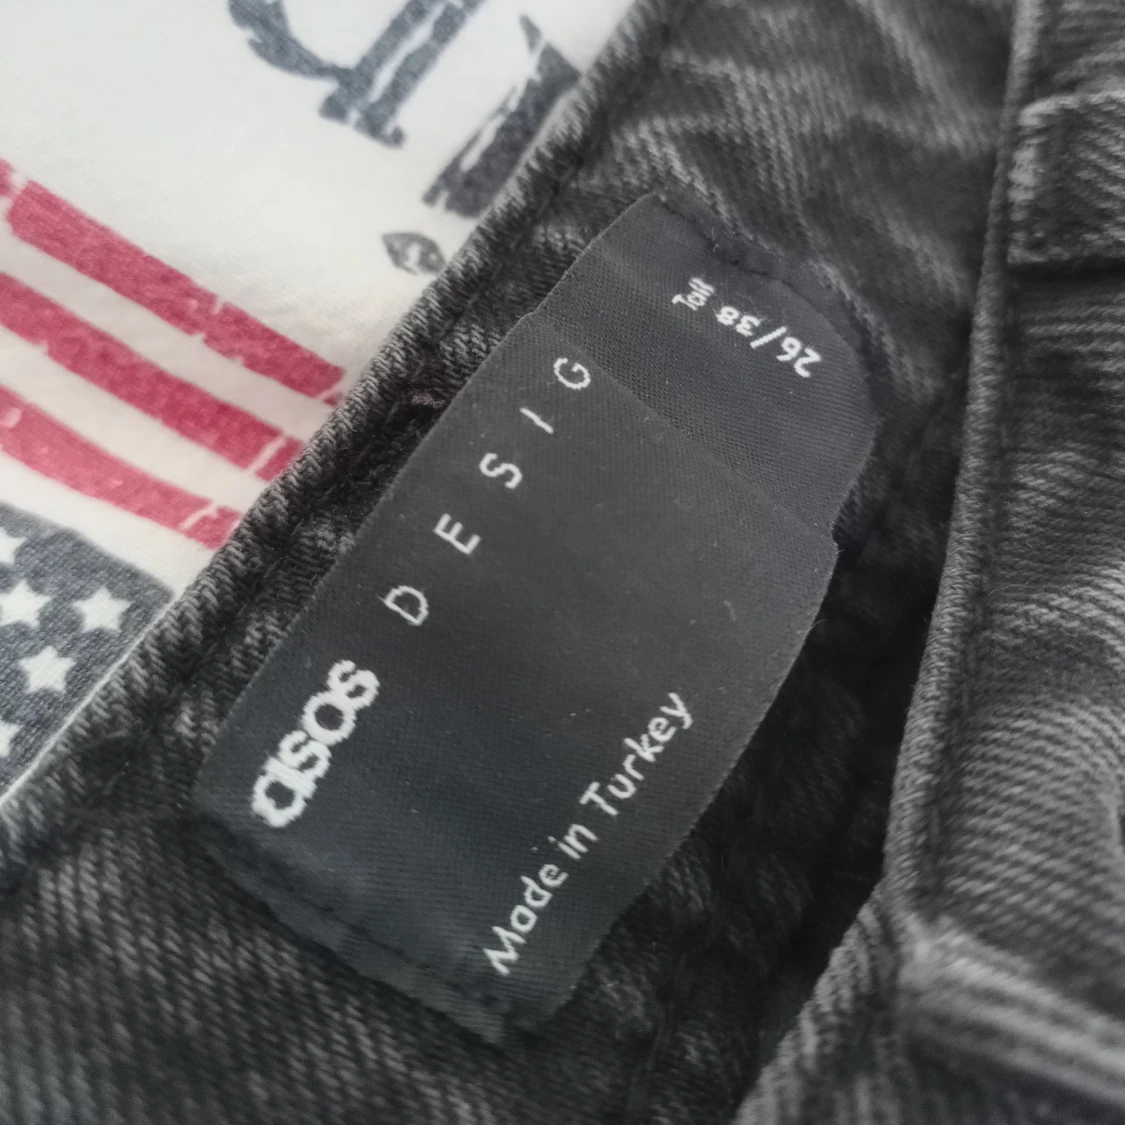 asos DESIG
Made in Turkey
26/38
Tall